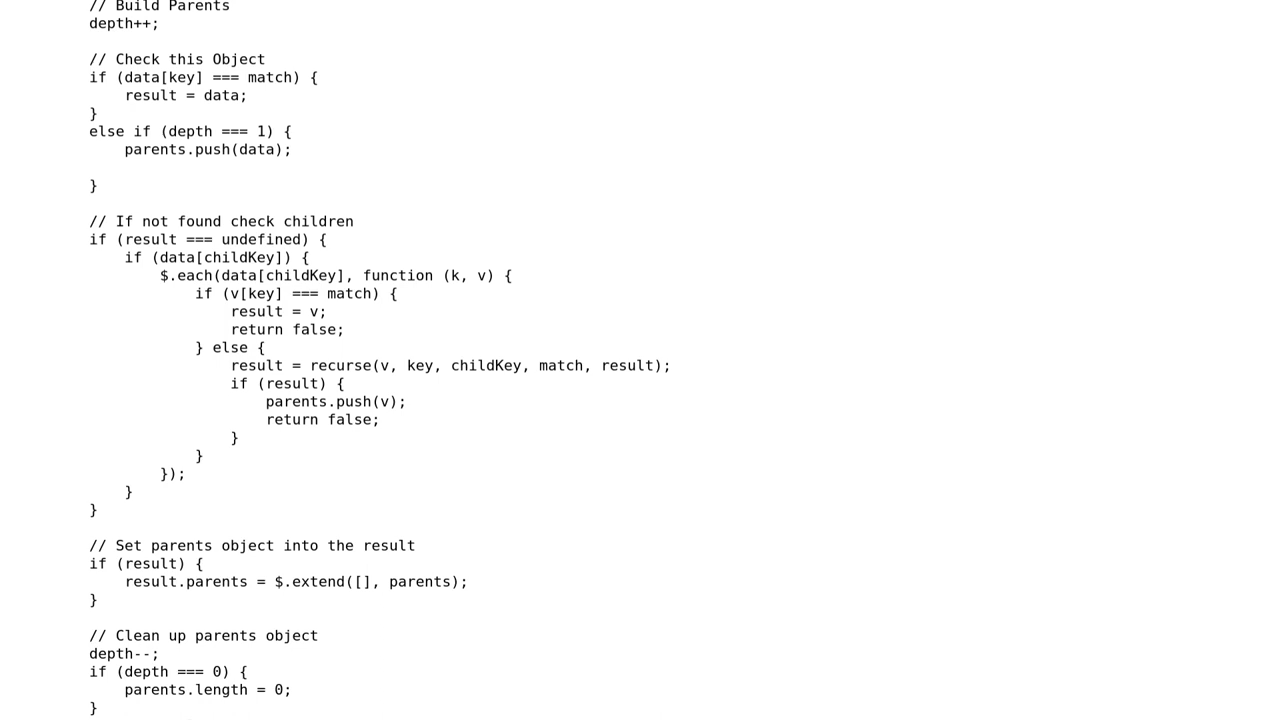 // Build Parents
depth++;
// Check this Object
if (data[key] === match) {
result = data;
}
else if (depth === 1) {
parents.push(data);
}
// If not found check children
if (result === undefined) {
if (data[childKey]) {
$.each(data[childKey], function (k, v) {
if (v[key] === match) {
result = v;
return false;
} else {
result = recurse(v, key, childKey, match, result);
if (result) {
parents.push(v);
return false;
}
}
});
}
}
// Set parents object into the result
if (result) {
result.parents = $.extend([], parents);
}
// Clean up parents object
depth--;
if (depth === 0) {
parents.length = 0;
}